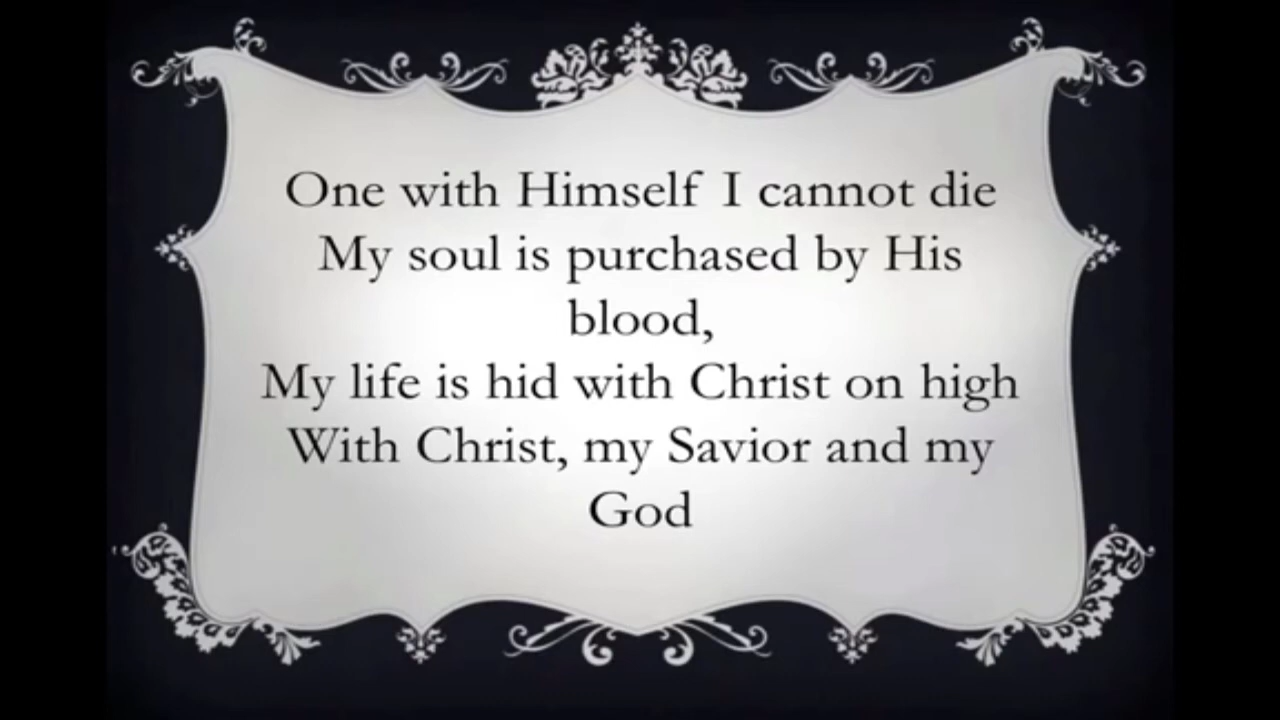 One with Himself I cannot die
My soul is purchased by His
blood,
My life is hid with Christ on high
With Christ, my Savior and my
God